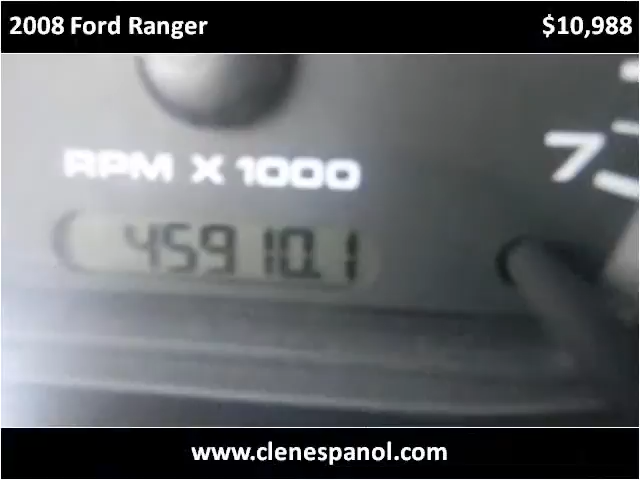 2008 Ford Ranger $10,988
RPM X 1000
7
45910.1
www.clenespanol.com